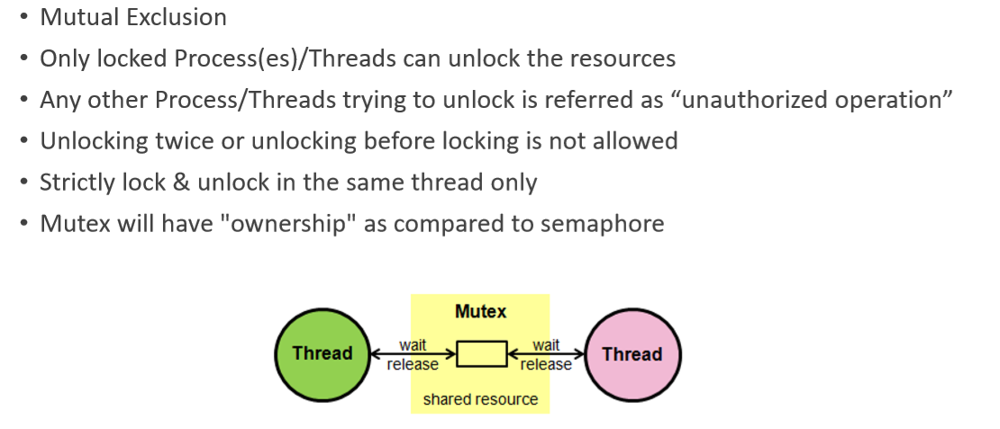 • Mutual Exclusion
• Only locked Process(es)/Threads can unlock the resources
• Any other Process/Threads trying to unlock is referred as “unauthorized operation”
• Unlocking twice or unlocking before locking is not allowed
• Strictly lock & unlock in the same thread only
• Mutex will have "ownership" as compared to semaphore
Mutex
Thread
wait
release
wait
release
Thread
shared resource